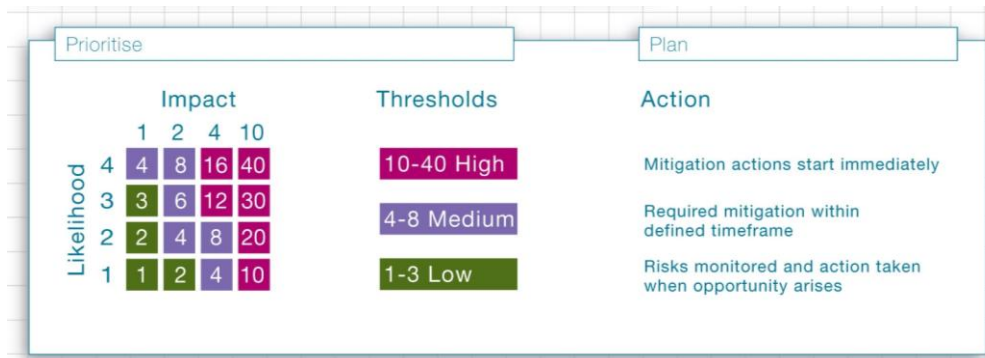 Prioritise
Plan
Impact
Thresholds
Action
1 2 4 10
Likelihood
4 4 8 16 40
3 3 6 12 30
2 2 4 8 20
1 1 2 4 10
10-40 High
4-8 Medium
1-3 Low
Mitigation actions start immediately
Required mitigation within
defined timeframe
Risks monitored and action taken
when opportunity arises